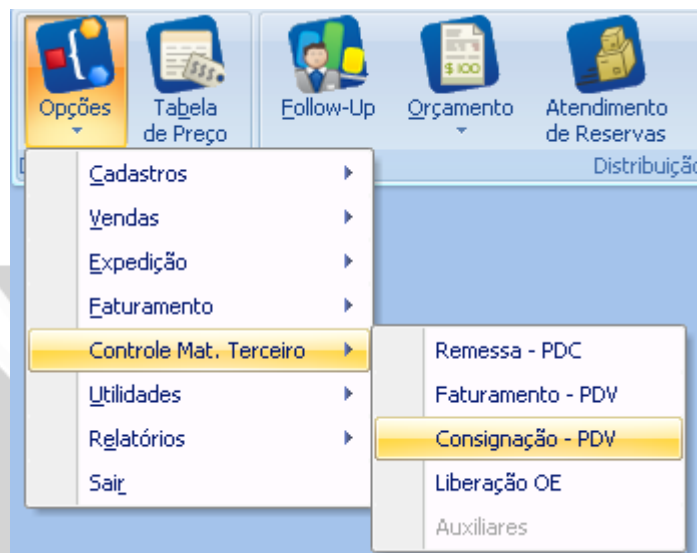 Opções
Tabela
de Preço
Follow-Up
Orçamento
Atendimento
de Reservas
$100
Distribuição
Cadastros
Vendas
Expedição
Faturamento
Controle Mat. Terceiro
Utilidades
Relatórios
Sair
Remessa - PDC
Faturamento - PDV
Consignação - PDV
Liberação OE
Auxiliares